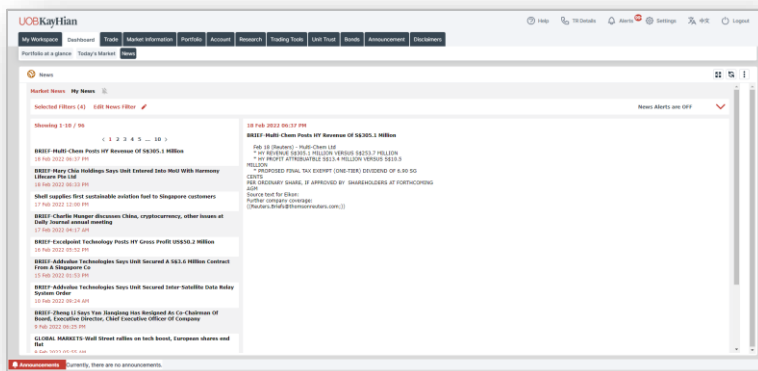 UOBKayHian
Help TR Details Alerts Settings 中文 Logout
My Workspace Dashboard Trade Market Information Portfolio Account Research Trading Tools Unit Trust Bonds Announcement Disclaimers
Portfolio at a glance Today's Market News
News
Market News My News
Selected Filters (4) Edit News Filter News Alerts are OFF
Showing 1-10 / 96
1 2 3 4 5 ... 10
BRIEF-Multi-Chem Posts HY Revenue Of S$305.1 Million
18 Feb 2022 06:37 PM
BRIEF-Mary Chia Holdings Says Unit Entered Into MoU With Harmony
Lifecare Pte Ltd
18 Feb 2022 06:33 PM
Shell supplies first sustainable aviation fuel to Singapore customers
17 Feb 2022 12:00 PM
BRIEF-Charlie Munger discusses China, cryptocurrency, other issues at
Daily Journal annual meeting
17 Feb 2022 04:17 AM
BRIEF-Excelpoint Technology Posts HY Gross Profit US$50.2 Million
16 Feb 2022 05:52 PM
BRIEF-Addvalue Technologies Says Unit Secured A S$3.6 Million Contract
From A Singapore Co
15 Feb 2022 01:53 PM
BRIEF-Addvalue Technologies Says Unit Secured Inter-Satellite Data Relay
System Order
10 Feb 2022 09:34 AM
BRIEF-Zheng Li Says Yan Jianqiong Has Resigned As Co-Chairman Of
Board, Executive Director, Chief Executive Officer Of Company
9 Feb 2022 06:25 PM
GLOBAL MARKETS-Wall Street rallies on tech boost, European shares end
flat
18 Feb 2022 06:37 PM
BRIEF-Multi-Chem Posts HY Revenue Of S$305.1 Million
Feb 18 (Reuters) - Multi-Chem Ltd
* HY REVENUE S$305.1 MILLION VERSUS S$253.7 MILLION
* HY PROFIT ATTRIBUTABLE S$13.4 MILLION VERSUS S$10.5
MILLION
* PROPOSED FINAL TAX EXEMPT (ONE-TIER) DIVIDEND OF 6.90 SG
CENTS
PER ORDINARY SHARE, IF APPROVED BY SHAREHOLDERS AT FORTHCOMING
AGM
Source text for Eikon:
Further company coverage:
((Reuters.Briefs@thomsonreuters.com;))
Announcements Currently, there are no announcements.